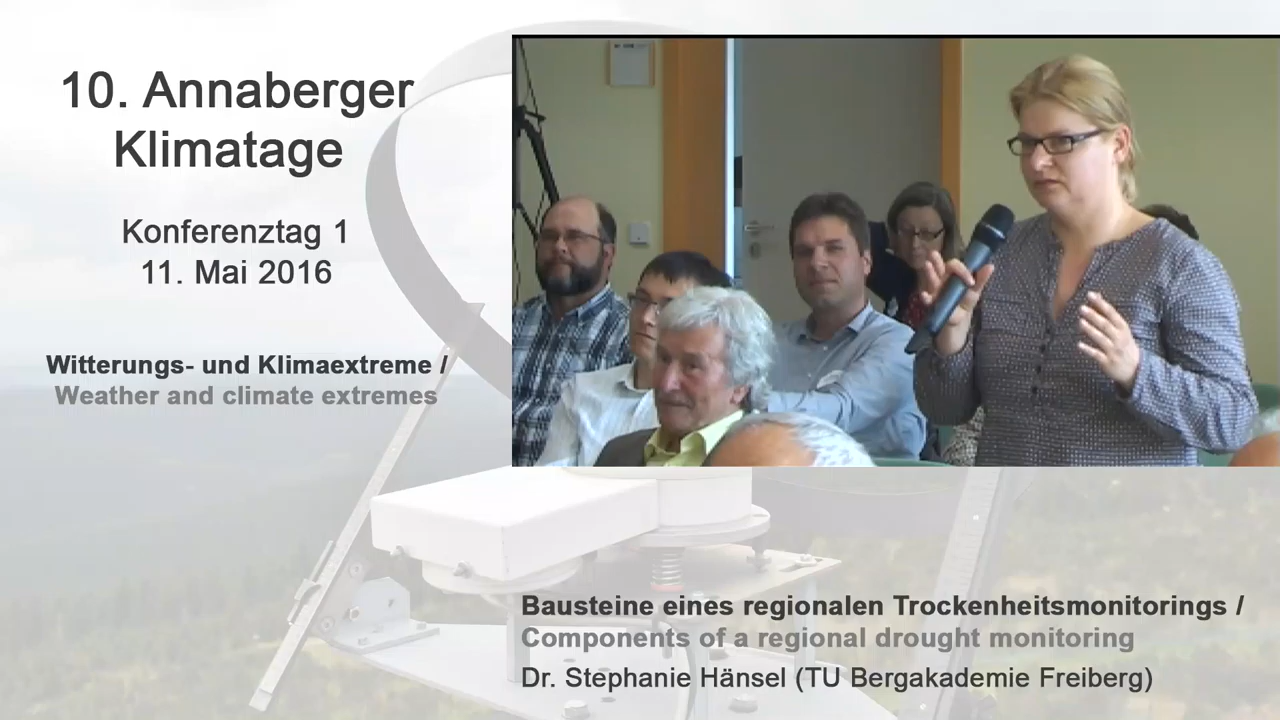 10. Annaberger
Klimatage
Konferenztag 1
11. Mai 2016
Witterungs- und Klimaextreme /
Weather and climate extremes
Bausteine eines regionalen Trockenheitsmonitorings /
Components of a regional drought monitoring
Dr. Stephanie Hänsel (TU Bergakademie Freiberg)